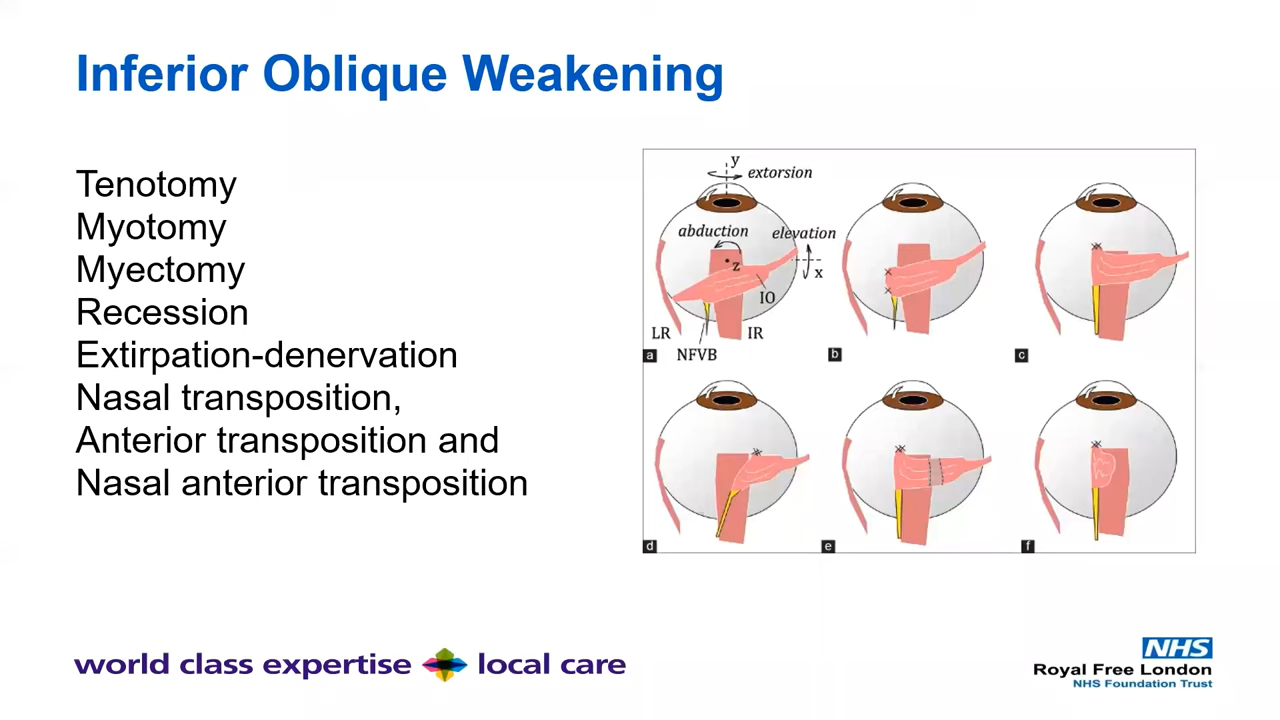 Inferior Oblique Weakening
Tenotomy
Myotomy
Myectomy
Recession
Extirpation-denervation
Nasal transposition,
Anterior transposition and
Nasal anterior transposition
y
extorsion
abduction
elevation
z
x
IO
LR
IR
NFVB
a
b
c
d
e
f
world class expertise local care
NHS
Royal Free London
NHS Foundation Trust